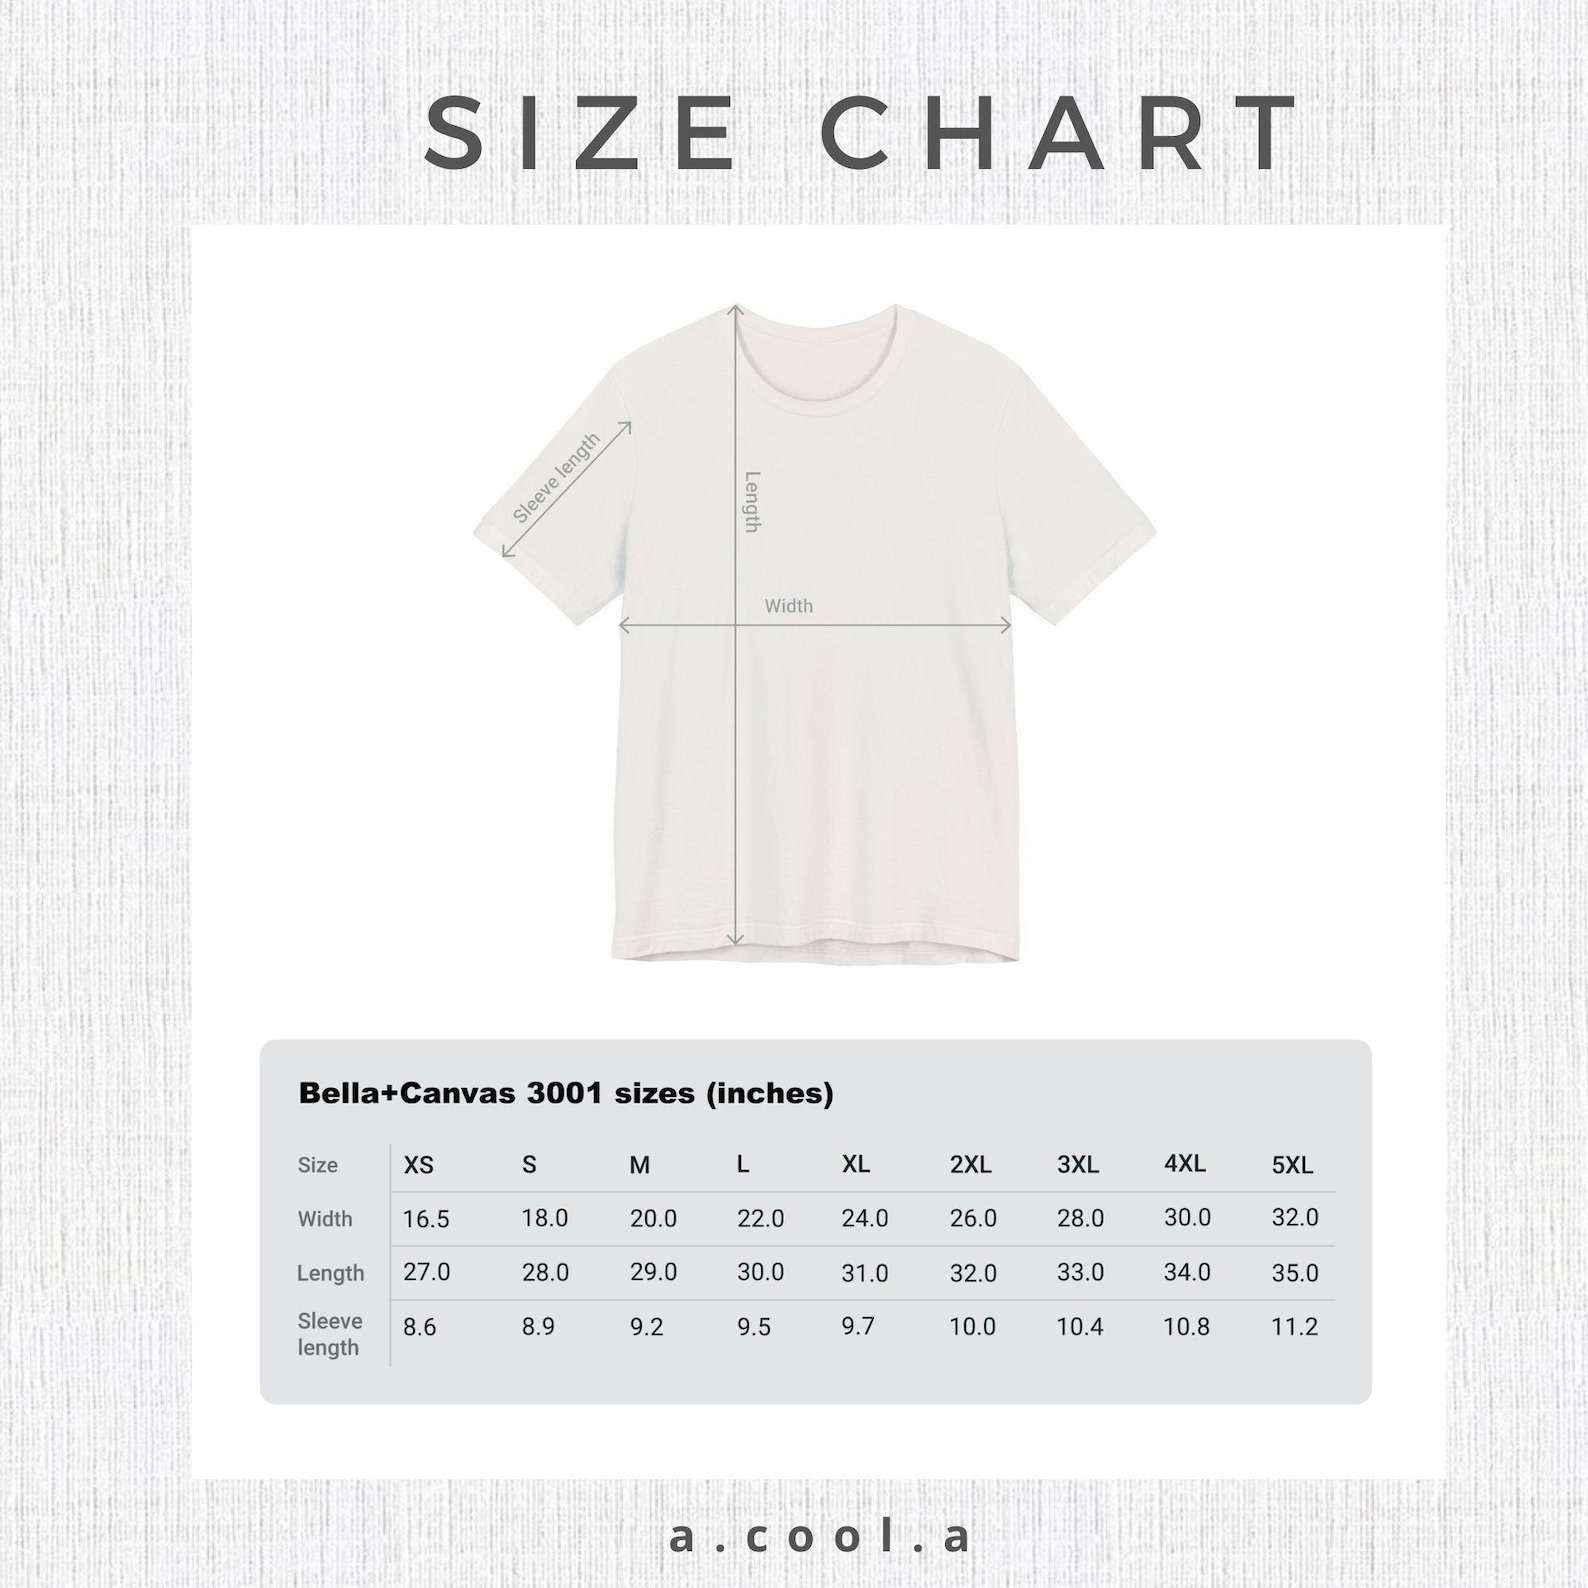 SIZE CHART
Sleeve length
Length
Width
Bella+Canvas 3001 sizes (inches)
Size XS S M L XL 2XL 3XL 4XL 5XL
Width 16.5 18.0 20.0 22.0 24.0 26.0 28.0 30.0 32.0
Length 27.0 28.0 29.0 30.0 31.0 32.0 33.0 34.0 35.0
Sleeve length 8.6 8.9 9.2 9.5 9.7 10.0 10.4 10.8 11.2
a.cool.a